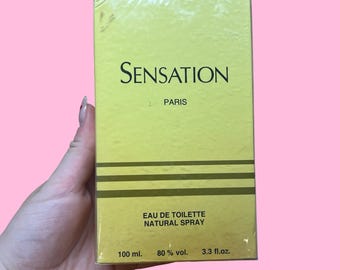 SENSATION
PARIS
EAU DE TOILETTE
NATURAL SPRAY
100 ml. 80 % vol. 3.3 fl.oz.